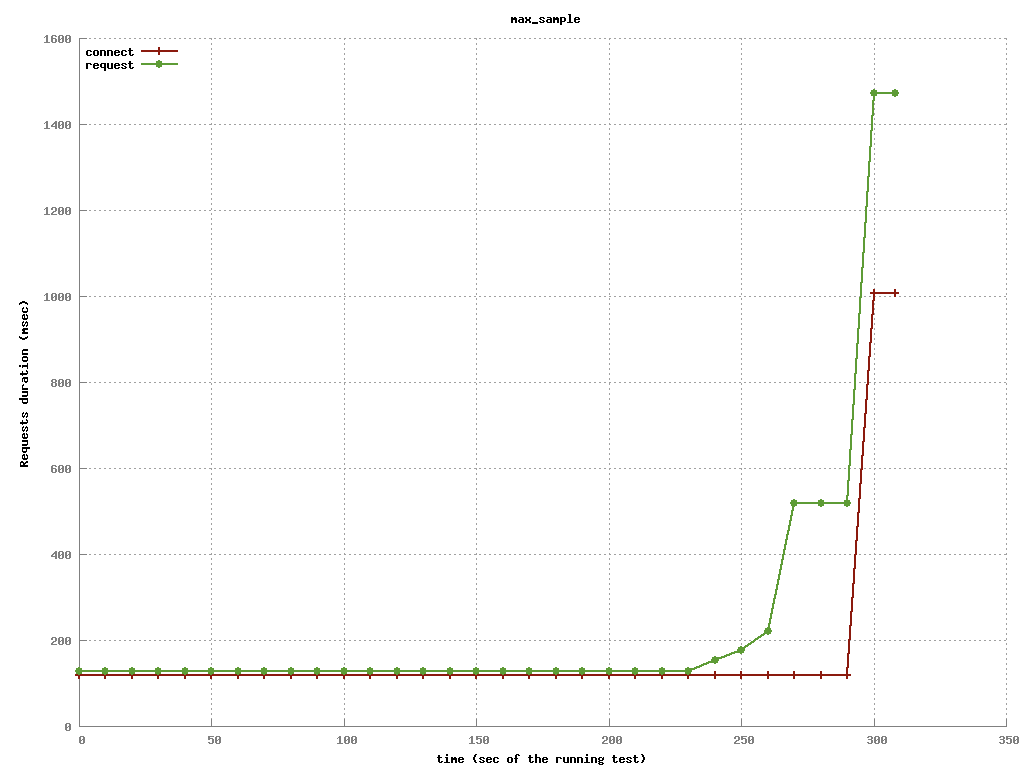 max_sample
connect
request
1600
1400
1200
1000
800
600
400
200
0
Requests duration (msec)
0 50 100 150 200 250 300 350
time (sec of the running test)